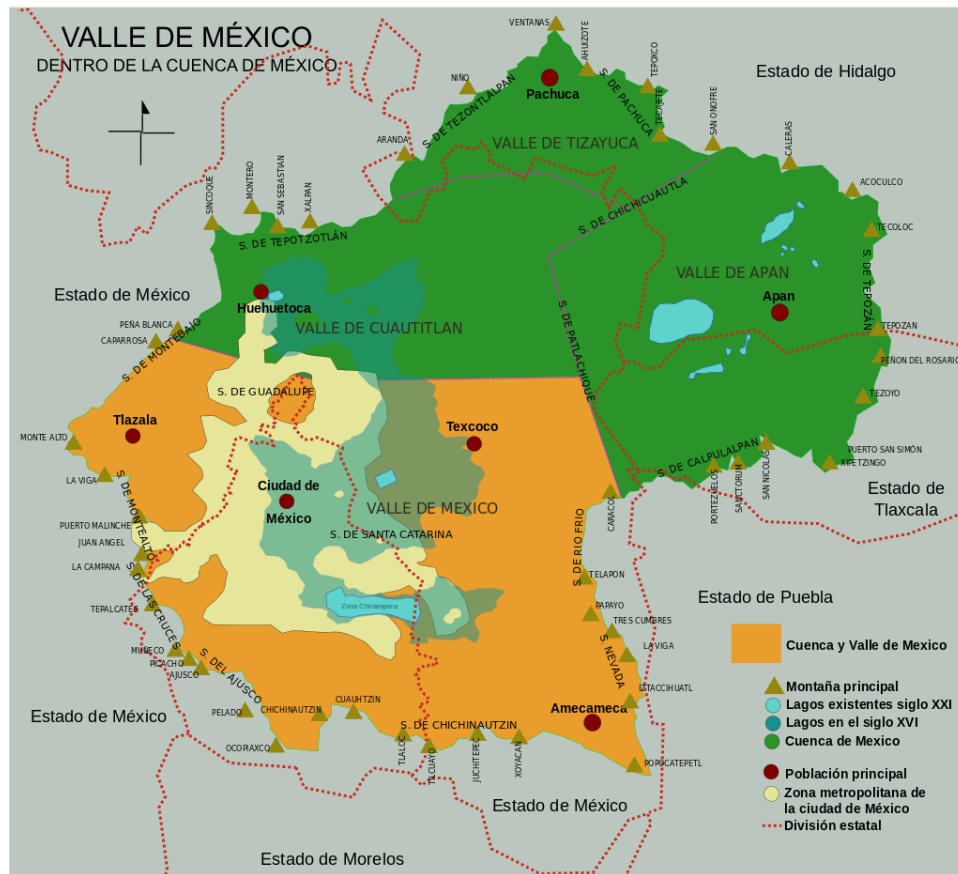 VALLE DE MÉXICO
DENTRO DE LA CUENCA DE MÉXICO
VENTANAS
AHUIZOTE
TEPOXCO
NIÑO
Pachuca
S. DE TEZONTLALPAN
S. DE PACHUCA
TECAJETE
SAN ONOFRE
Estado de Hidalgo
ARANDA
VALLE DE TIZAYUCA
CALERAS
ACOCULCO
SINCOQUE
MONTERO
SAN SEBASTIAN
XALPAN
S. DE CHICHICUAUTLA
S. DE TEPOTZOTLÁN
TECOLOC
VALLE DE APAN
S. DE TEPOZÁN
Estado de México
Huehuetoca
Apan
PEÑA BLANCA
CAPARROSA
S. DE MONTEBAJO
VALLE DE CUAUTITLAN
S. DE PATLACHIQUE
TEPOZAN
PEÑON DEL ROSARIO
S. DE GUADALUPE
TEZOYO
Tlazala
Texcoco
MONTE ALTO
S. DE CALPULALPAN
PUERTO SAN SIMÓN
XIPETZINGO
LA VIGA
S. DE MONTEALTO
Ciudad de
México
CARACOL
PORTEZUELOS
SANCTORUM
SAN NICOLAS
Estado de
Tlaxcala
VALLE DE MEXICO
PUERTO MALINCHE
JUAN ANGEL
S. DE SANTA CATARINA
S. DE RIO FRIO
LA CAMPANA
S. DE LAS CRUCES
TELAPON
TEPALCATES
Zona Chinampera
PAPAYO
TRES CUMBRES
Estado de Puebla
MUÑECO
PICACHO
AJUSCO
S. DEL AJUSCO
S. NEVADA
LA VIGA
Cuenca y Valle de Mexico
IZTACCIHUATL
Montaña principal
Lagos existentes siglo XXI
Lagos en el siglo XVI
Cuenca de Mexico
Población principal
Zona metropolitana de
la ciudad de México
División estatal
Estado de México
PELADO
CHICHINAUTZIN
CUAUHTZIN
S. DE CHICHINAUTZIN
Amecameca
OCOPIAXCO
TLALOC
TILCUAYO
JUCHITEPEC
XOYACAN
POPOCATEPETL
Estado de México
Estado de Morelos